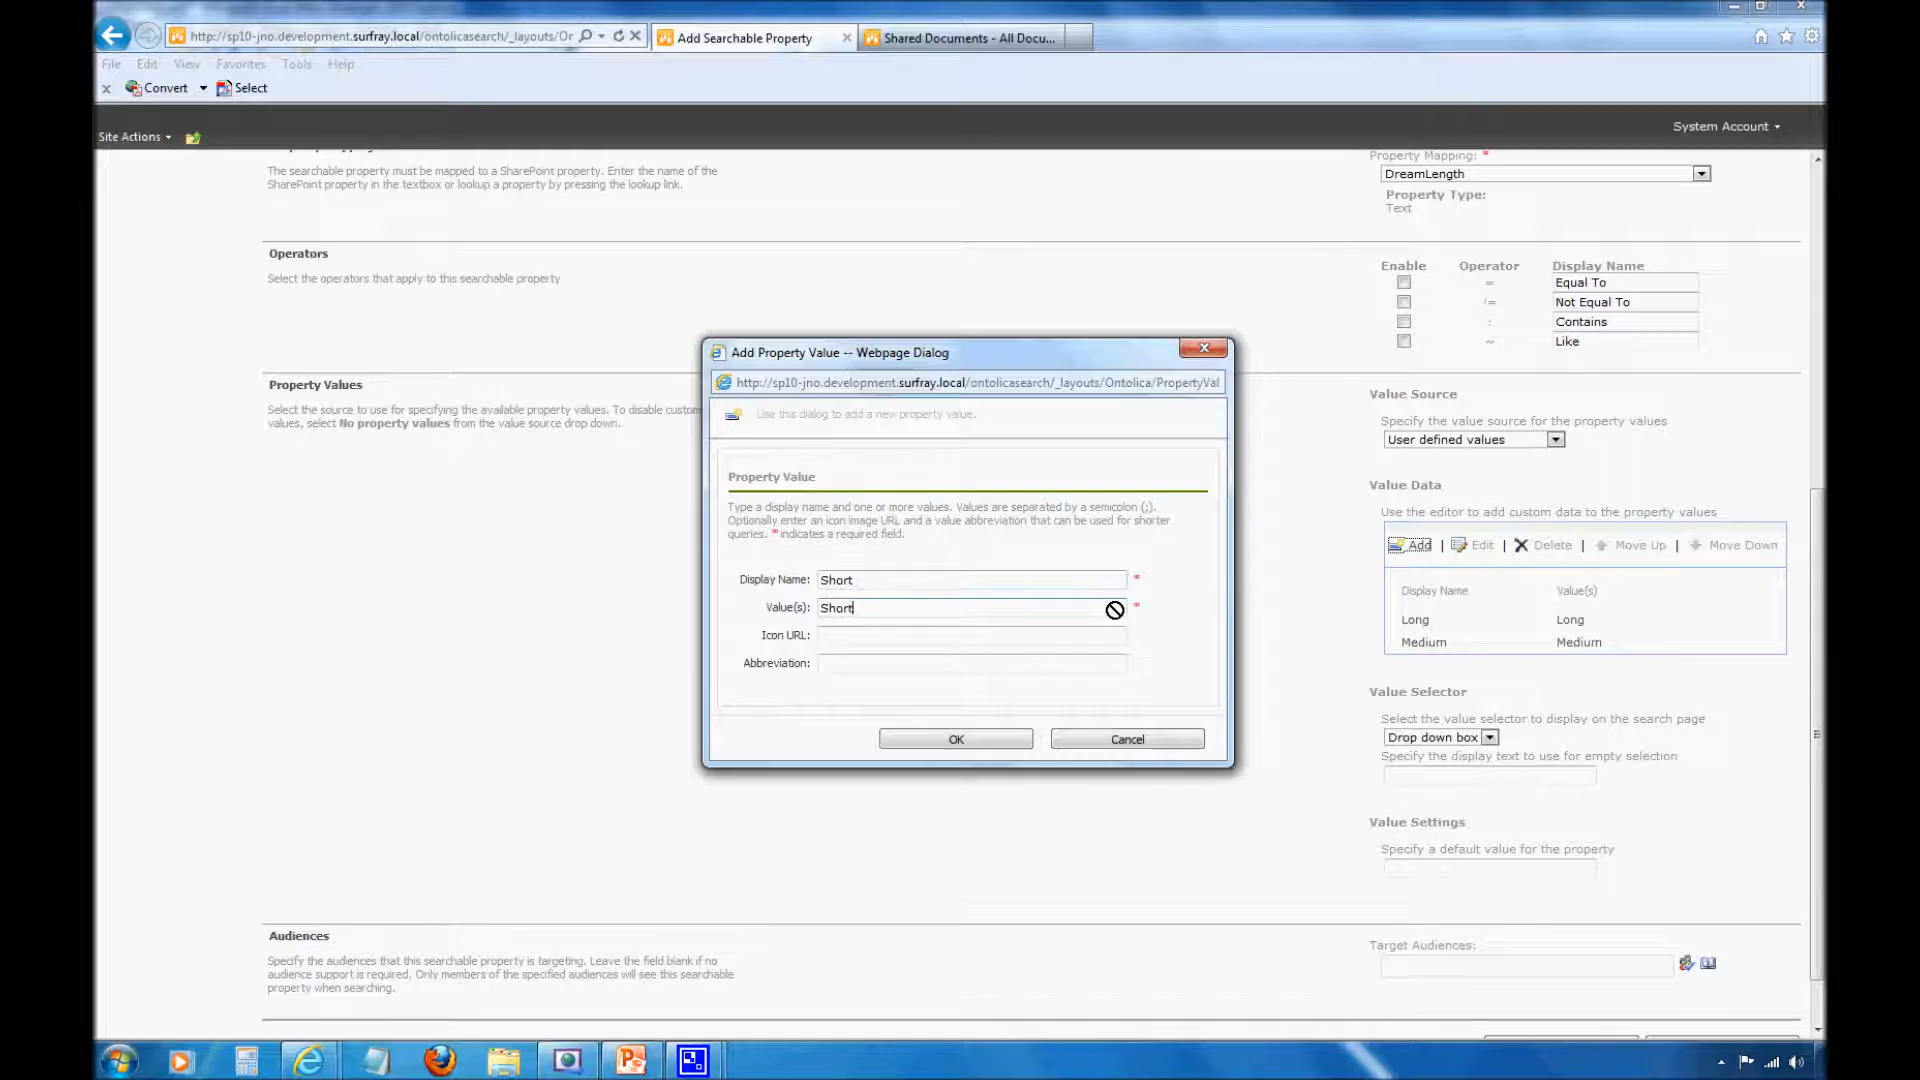 http://sp10-jno.development.surfray.local/ontolicasearch/_layouts/Or
Add Searchable Property
Shared Documents - All Docu...
File Edit View Favorites Tools Help
x Convert Select
Site Actions
System Account
The searchable property must be mapped to a SharePoint property. Enter the name of the
SharePoint property in the textbox or lookup a property by pressing the lookup link.
Property Mapping: *
DreamLength
Property Type:
Text
Operators
Select the operators that apply to this searchable property
Enable Operator Display Name
= Equal To
!= Not Equal To
: Contains
~ Like
Property Values
Select the source to use for specifying the available property values. To disable custom
values, select No property values from the value source drop down.
Value Source
Specify the value source for the property values
User defined values
Value Data
Use the editor to add custom data to the property values
Add | Edit | Delete | Move Up | Move Down
Display Name Value(s)
Long Long
Medium Medium
Value Selector
Select the value selector to display on the search page
Drop down box
Specify the display text to use for empty selection
Value Settings
Specify a default value for the property
Audiences
Specify the audiences that this searchable property is targeting. Leave the field blank if no
audience support is required. Only members of the specified audiences will see this searchable
property when searching.
Target Audiences:
Add Property Value -- Webpage Dialog
http://sp10-jno.development.surfray.local/ontolicasearch/_layouts/Ontolica/PropertyVal
Use this dialog to add a new property value.
Property Value
Type a display name and one or more values. Values are separated by a semicolon (;).
Optionally enter an icon image URL and a value abbreviation that can be used for shorter
queries. * indicates a required field.
Display Name: Short *
Value(s): Short *
Icon URL:
Abbreviation:
OK Cancel